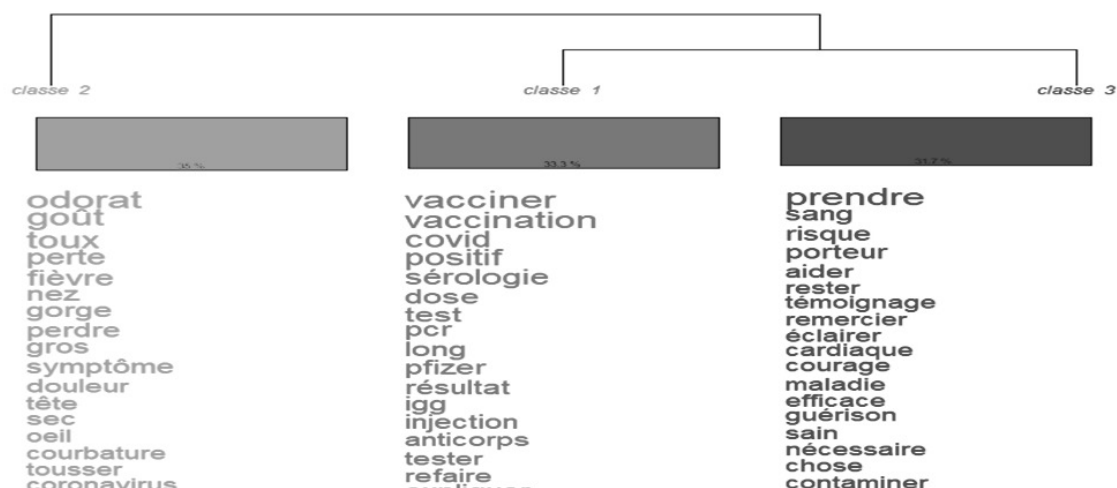 classe 2
classe 1
classe 3
35 %
33.3 %
31.7 %
odorat
goût
toux
perte
fièvre
nez
gorge
perdre
gros
symptôme
douleur
tête
sec
oeil
courbature
tousser
coronavirus
vacciner
vaccination
covid
positif
sérologie
dose
test
pcr
long
pfizer
résultat
igg
injection
anticorps
tester
refaire
prendre
sang
risque
porteur
aider
rester
témoignage
remercier
éclairer
cardiaque
courage
maladie
efficace
guérison
sain
nécessaire
chose
contaminer